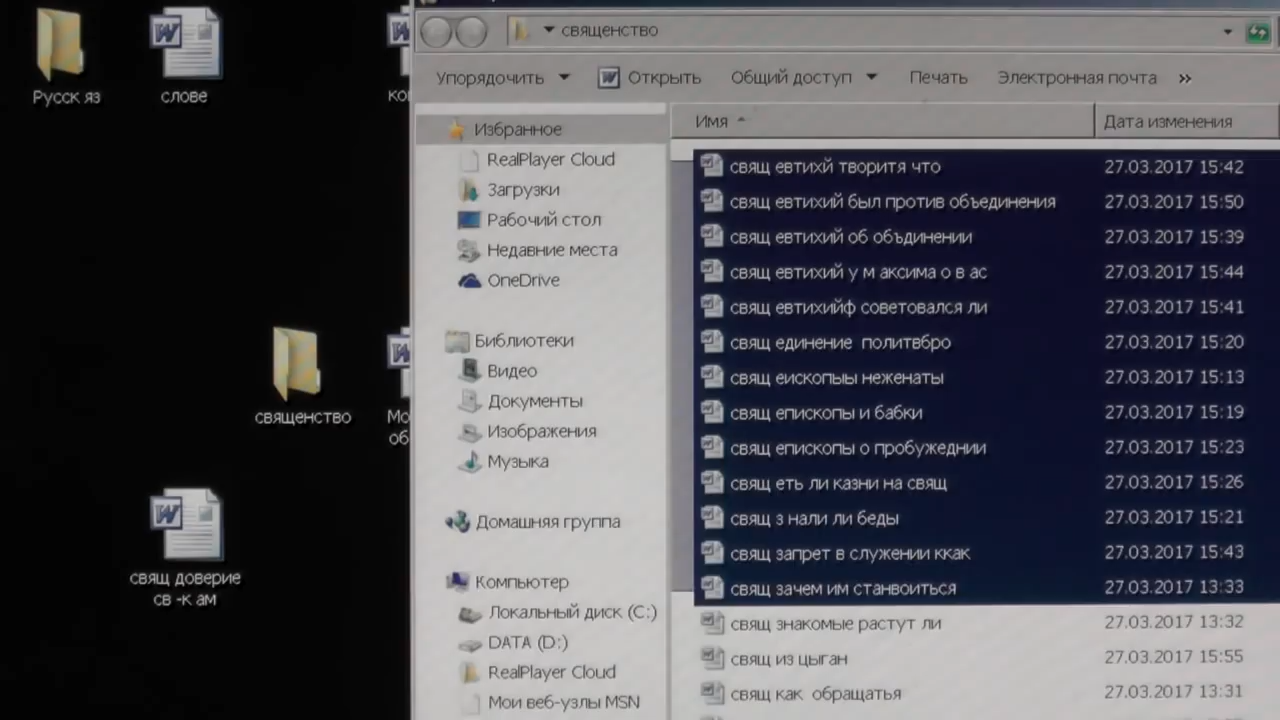 Русск яз
слове
ко
священство
Мо
об
свящ доверие
св -к ам
священство
Упорядочить
Открыть
Общий доступ
Печать
Электронная почта
»
Избранное
RealPlayer Cloud
Загрузки
Рабочий стол
Недавние места
OneDrive
Библиотеки
Видео
Документы
Изображения
Музыка
Домашняя группа
Компьютер
Локальный диск (C:)
DATA (D:)
RealPlayer Cloud
Мои веб-узлы MSN
Имя Дата изменения
свящ евтихй творитя что 27.03.2017 15:42
свящ евтихий был против объединения 27.03.2017 15:50
свящ евтихий об объдинении 27.03.2017 15:39
свящ евтихий у м аксима о в ас 27.03.2017 15:44
свящ евтихийф советовался ли 27.03.2017 15:41
свящ единение политвбро 27.03.2017 15:20
свящ еископыы неженаты 27.03.2017 15:13
свящ епископы и бабки 27.03.2017 15:19
свящ епископы о пробужеднии 27.03.2017 15:23
свящ еть ли казни на свящ 27.03.2017 15:26
свящ з нали ли беды 27.03.2017 15:21
свящ запрет в служении ккак 27.03.2017 15:43
свящ зачем им станвоиться 27.03.2017 13:33
свящ знакомые растут ли 27.03.2017 13:32
свящ из цыган 27.03.2017 15:55
свящ как обращатья 27.03.2017 13:31